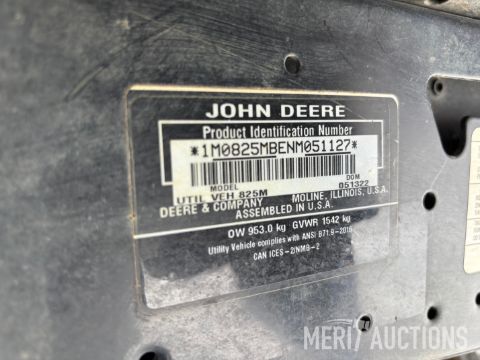 JOHN DEERE
Product Identification Number
*1M0825MBENM051127*
MODEL DOM
UTIL VEH 825M 051322
DEERE & COMPANY MOLINE, ILLINOIS, U.S.A.
ASSEMBLED IN U.S.A.
OW 953.0 kg GVWR 1542 kg
Utility Vehicle complies with ANSI B71.9-2016
CAN ICES-2/NMB-2
MERIT AUCTIONS